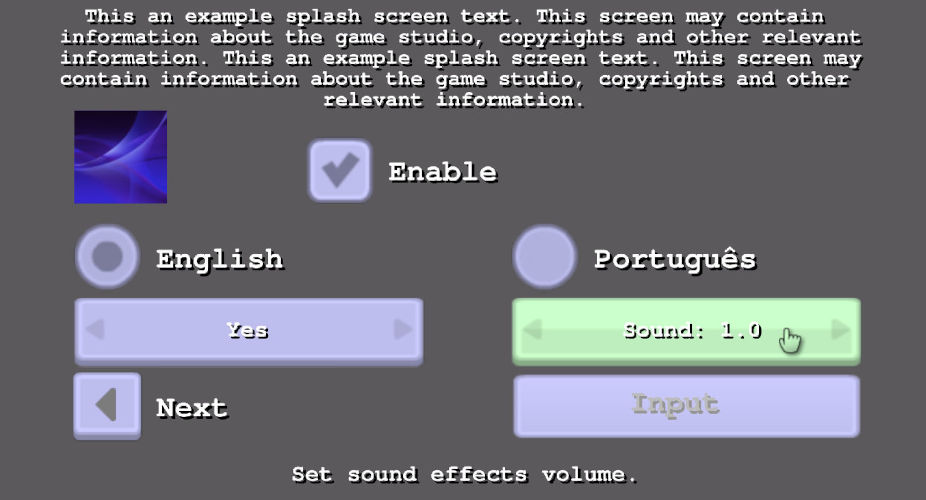 This an example splash screen text. This screen may contain
information about the game studio, copyrights and other relevant
information. This an example splash screen text. This screen may
contain information about the game studio, copyrights and other
relevant information.
Enable
English
Português
Yes
Sound: 1.0
Next
Input
Set sound effects volume.